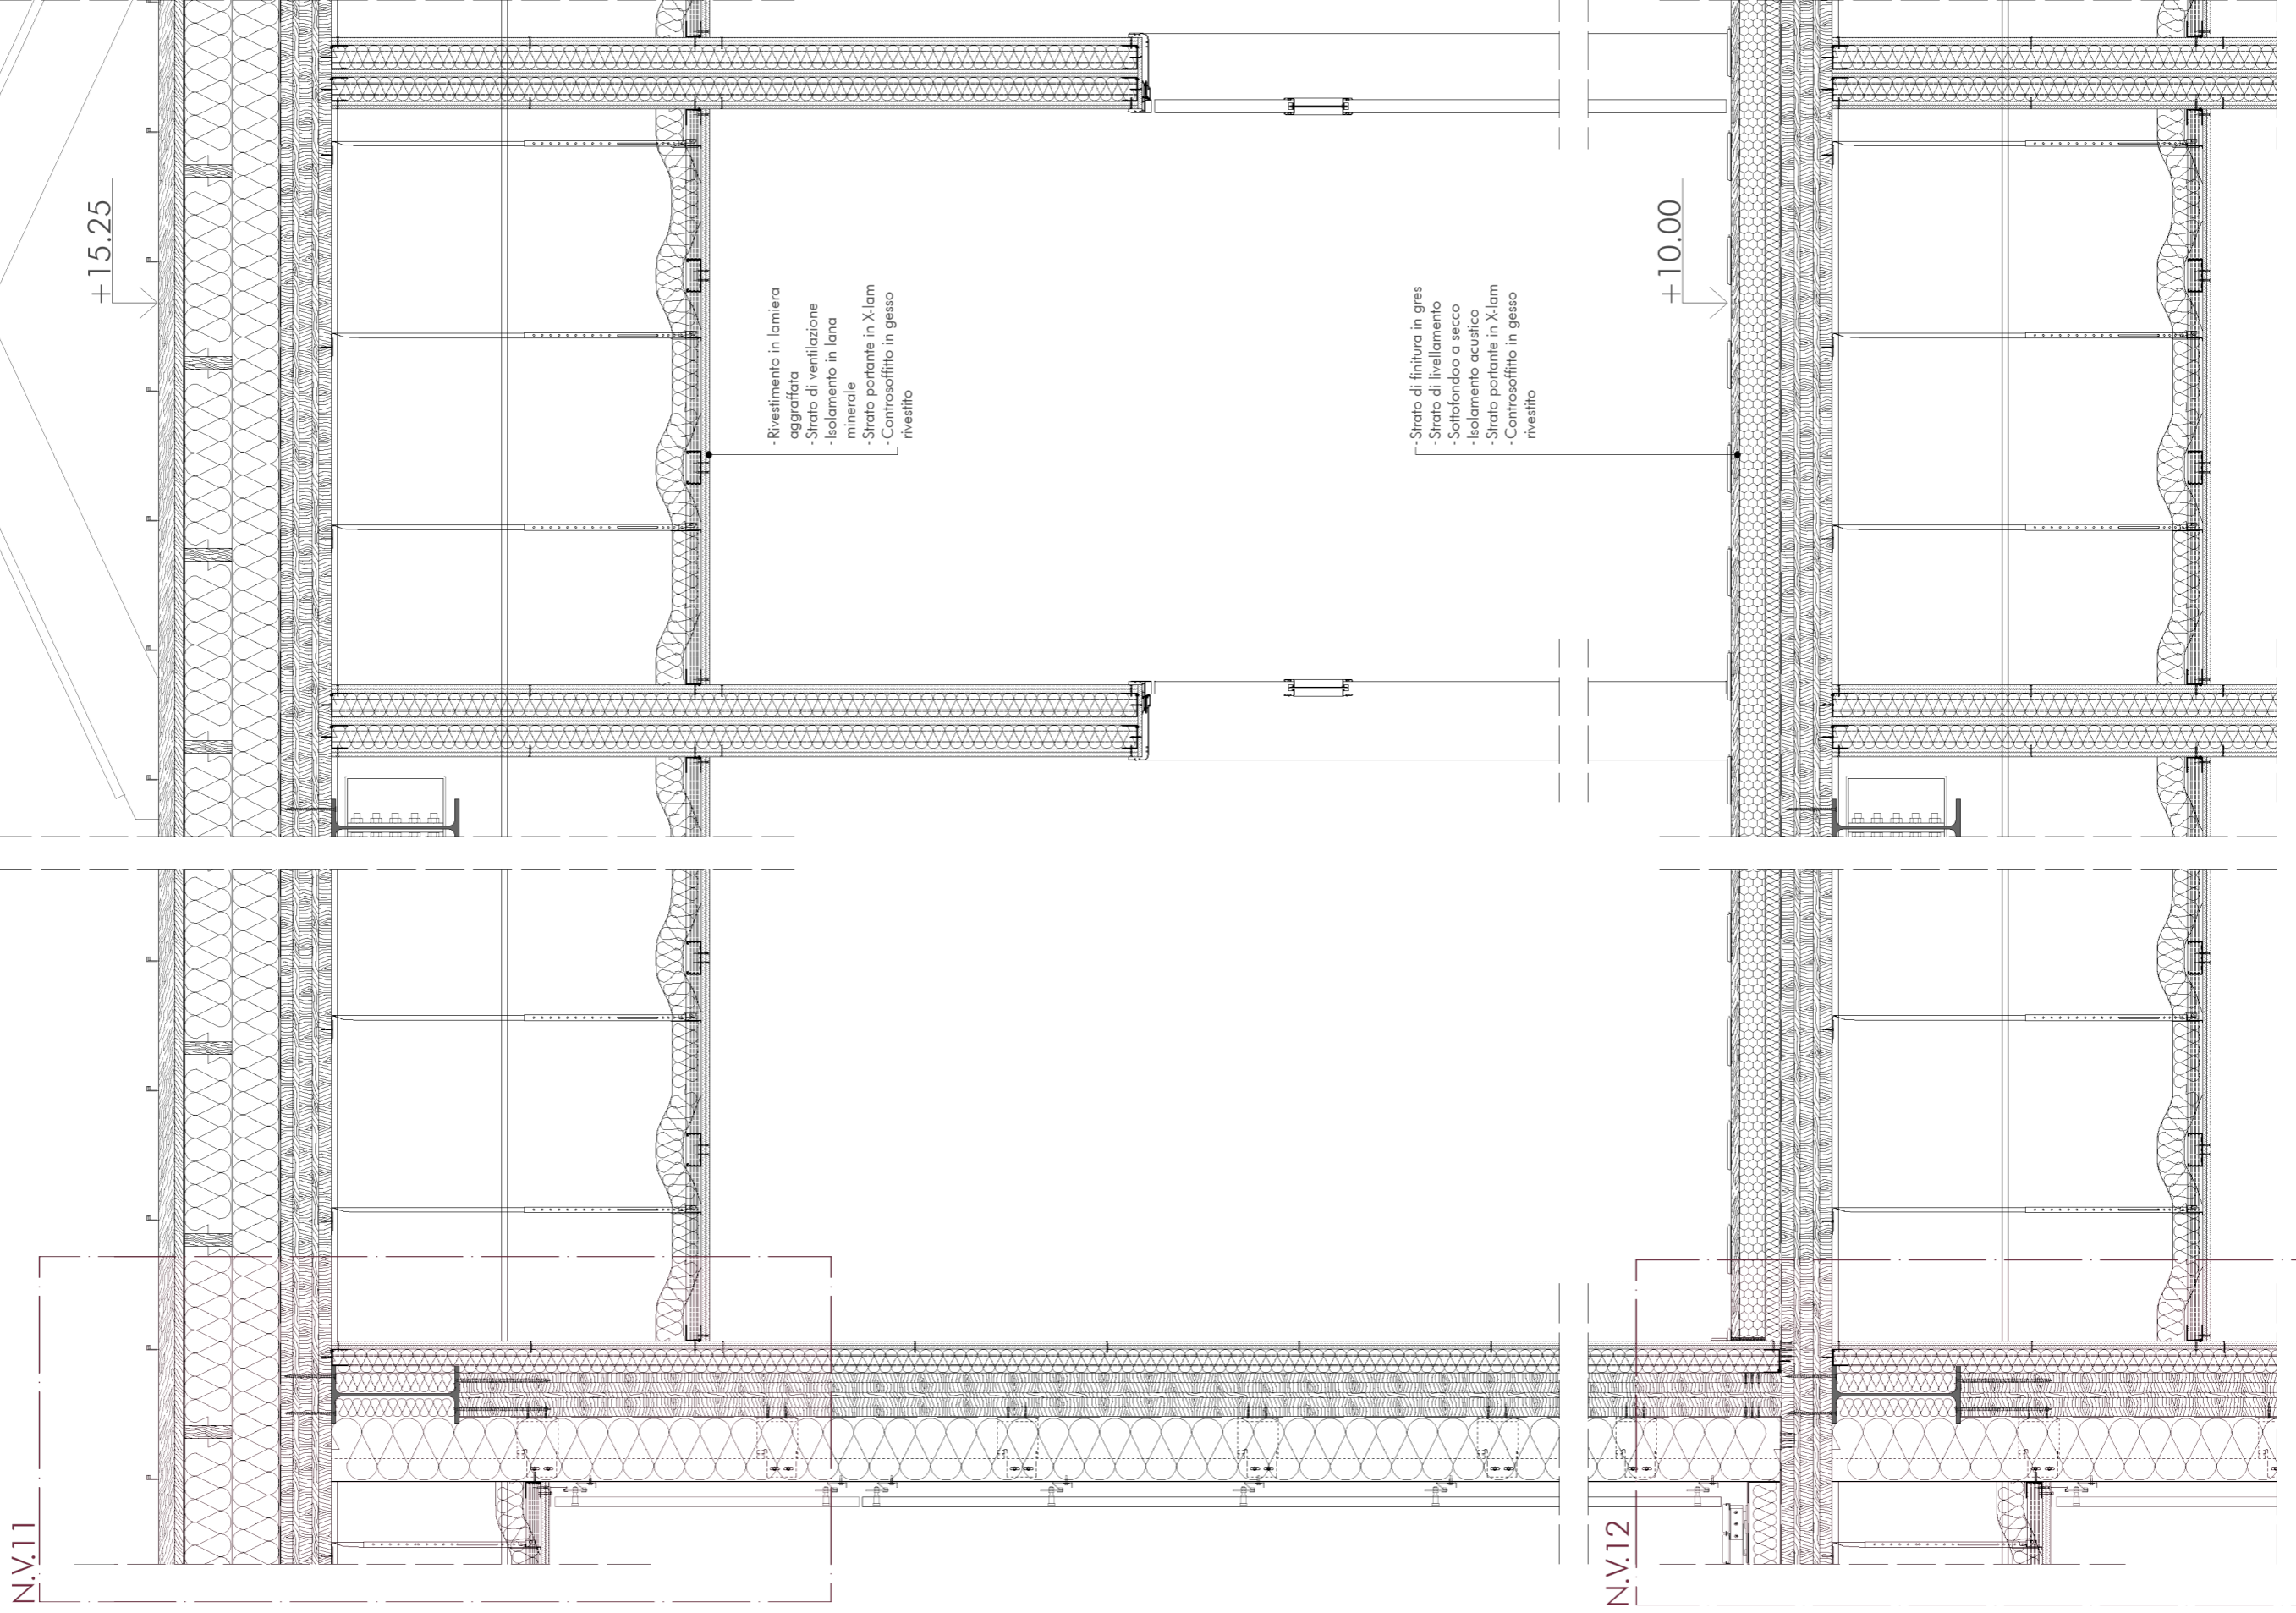 +15.25
-Rivestimento in lamiera
aggraffata
-Strato di ventilazione
-Isolamento in lana
minerale
-Strato portante in X-lam
-Controsoffitto in gesso
rivestito
+10.00
-Strato di finitura in gres
-Strato di livellamento
-Sottofondoo a secco
-Isolamento acustico
-Strato portante in X-lam
-Controsoffitto in gesso
rivestito
N.V.11
N.V.12